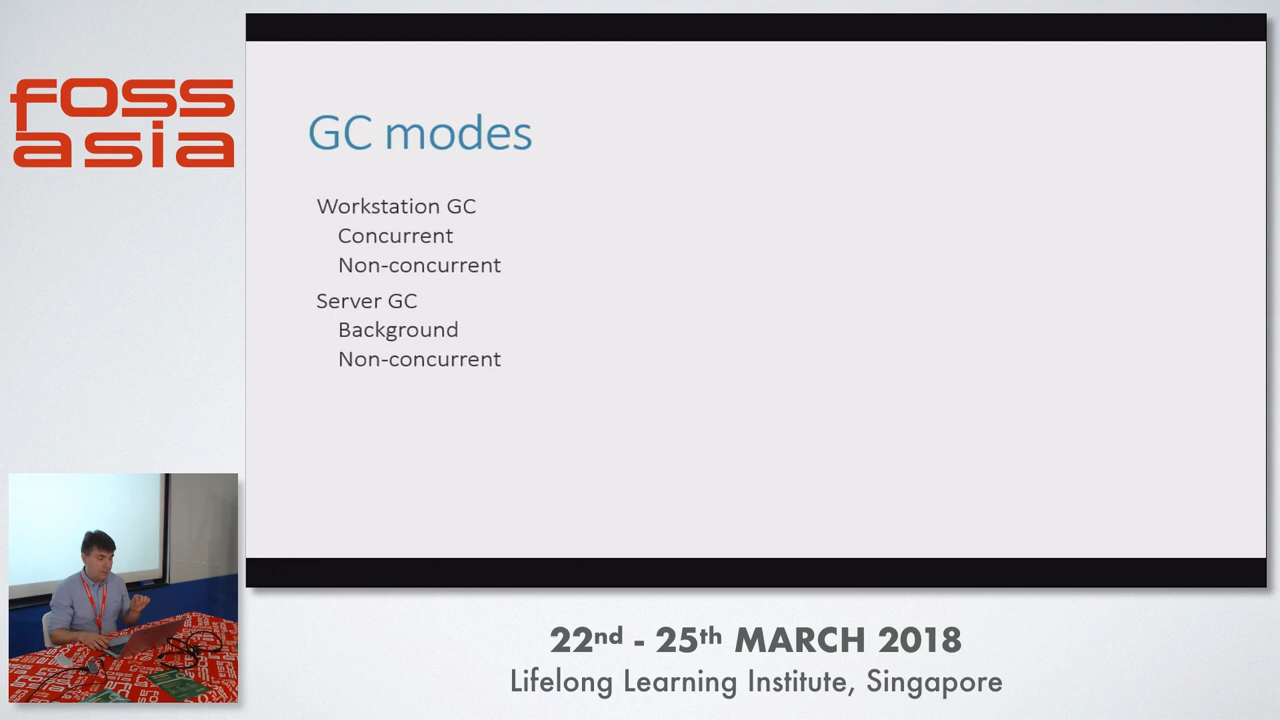 foss
asia
GC modes
Workstation GC
Concurrent
Non-concurrent
Server GC
Background
Non-concurrent
22nd - 25th MARCH 2018
Lifelong Learning Institute, Singapore